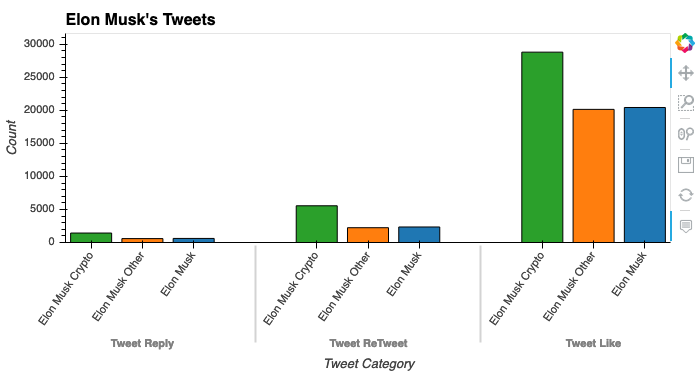 Elon Musk's Tweets
Count
30000
25000
20000
15000
10000
5000
0
Elon Musk Crypto
Elon Musk Other
Elon Musk
Elon Musk Crypto
Elon Musk Other
Elon Musk
Elon Musk Crypto
Elon Musk Other
Elon Musk
Tweet Reply
Tweet ReTweet
Tweet Like
Tweet Category